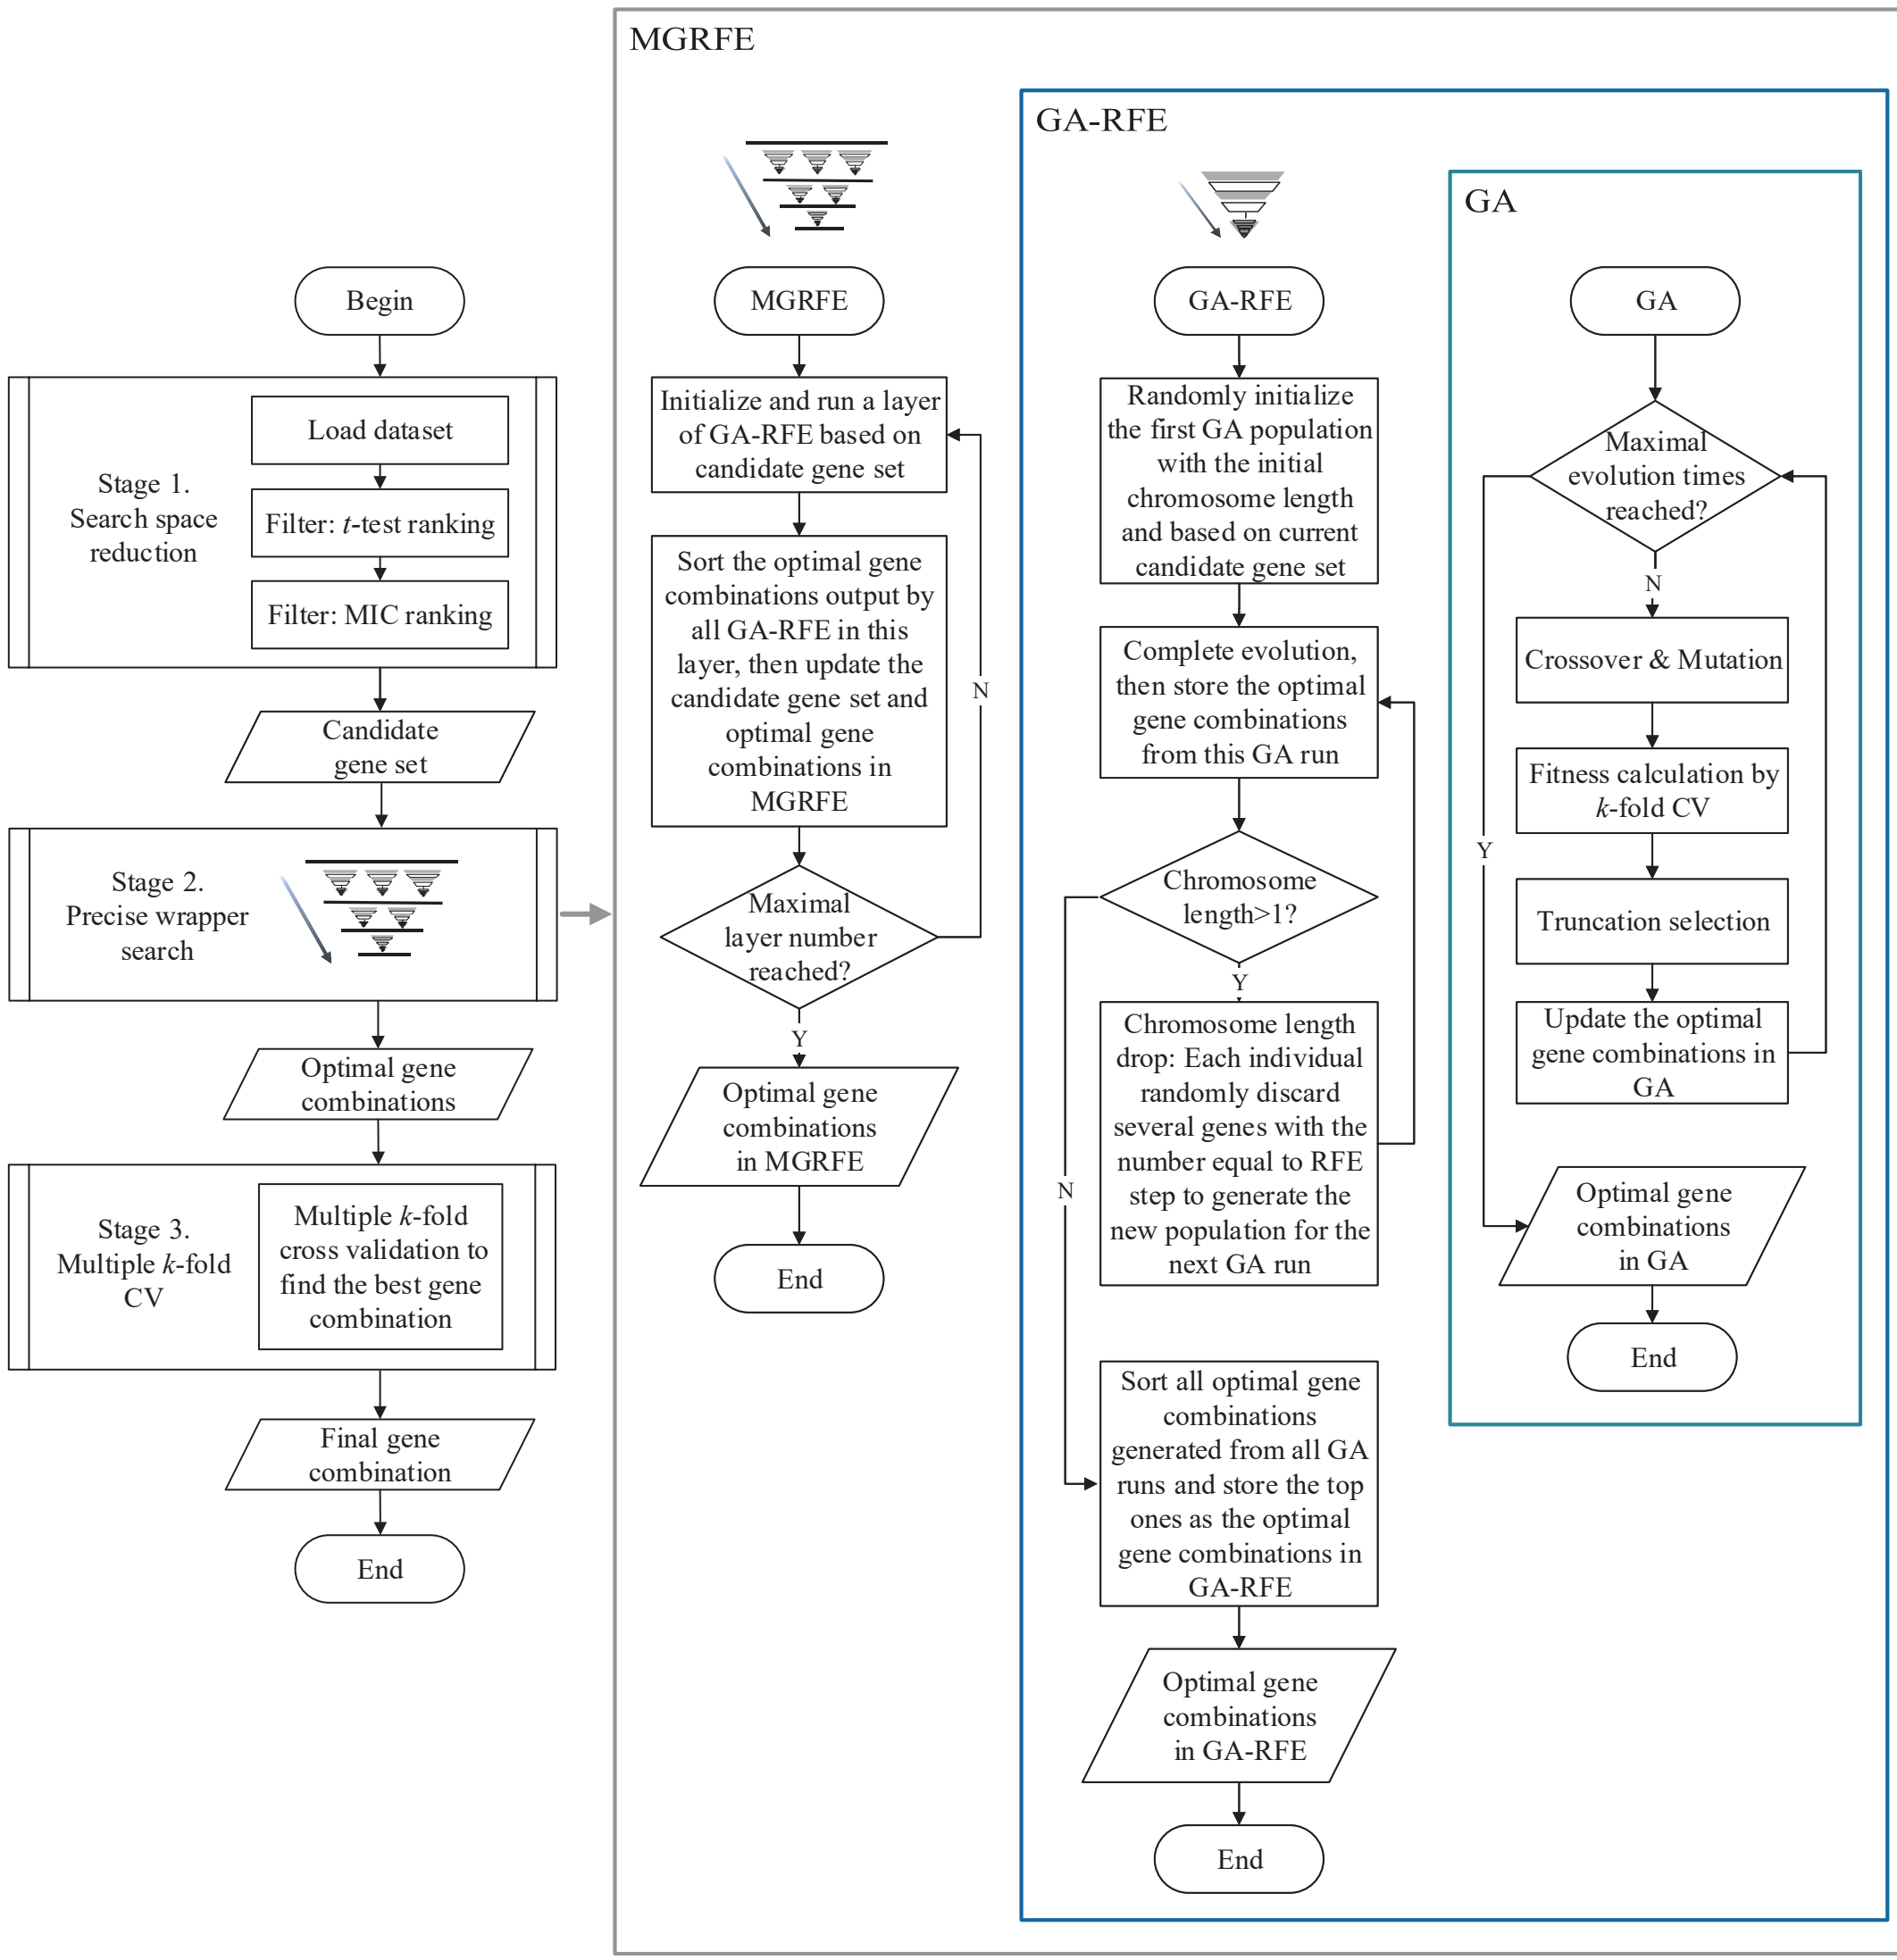 MGRFE
GA-RFE
GA
Begin
Stage 1.
Search space
reduction
Load dataset
Filter: t-test ranking
Filter: MIC ranking
Candidate
gene set
Stage 2.
Precise wrapper
search
Optimal gene
combinations
Stage 3.
Multiple k-fold
CV
Multiple k-fold
cross validation to
find the best gene
combination
Final gene
combination
End
MGRFE
Initialize and run a layer
of GA-RFE based on
candidate gene set
Sort the optimal gene
combinations output by
all GA-RFE in this
layer, then update the
candidate gene set and
optimal gene
combinations in
MGRFE
N
Maximal
layer number
reached?
Y
Optimal gene
combinations
in MGRFE
End
GA-RFE
Randomly initialize
the first GA population
with the initial
chromosome length
and based on current
candidate gene set
Complete evolution,
then store the optimal
gene combinations
from this GA run
Chromosome
length>1?
Y
Chromosome length
drop: Each individual
randomly discard
several genes with the
number equal to RFE
step to generate the
new population for the
next GA run
N
Sort all optimal gene
combinations
generated from all GA
runs and store the top
ones as the optimal
gene combinations in
GA-RFE
Optimal gene
combinations
in GA-RFE
End
GA
Maximal
evolution times
reached?
N
Crossover & Mutation
Fitness calculation by
k-fold CV
Y
Truncation selection
Update the optimal
gene combinations in
GA
Optimal gene
combinations
in GA
End